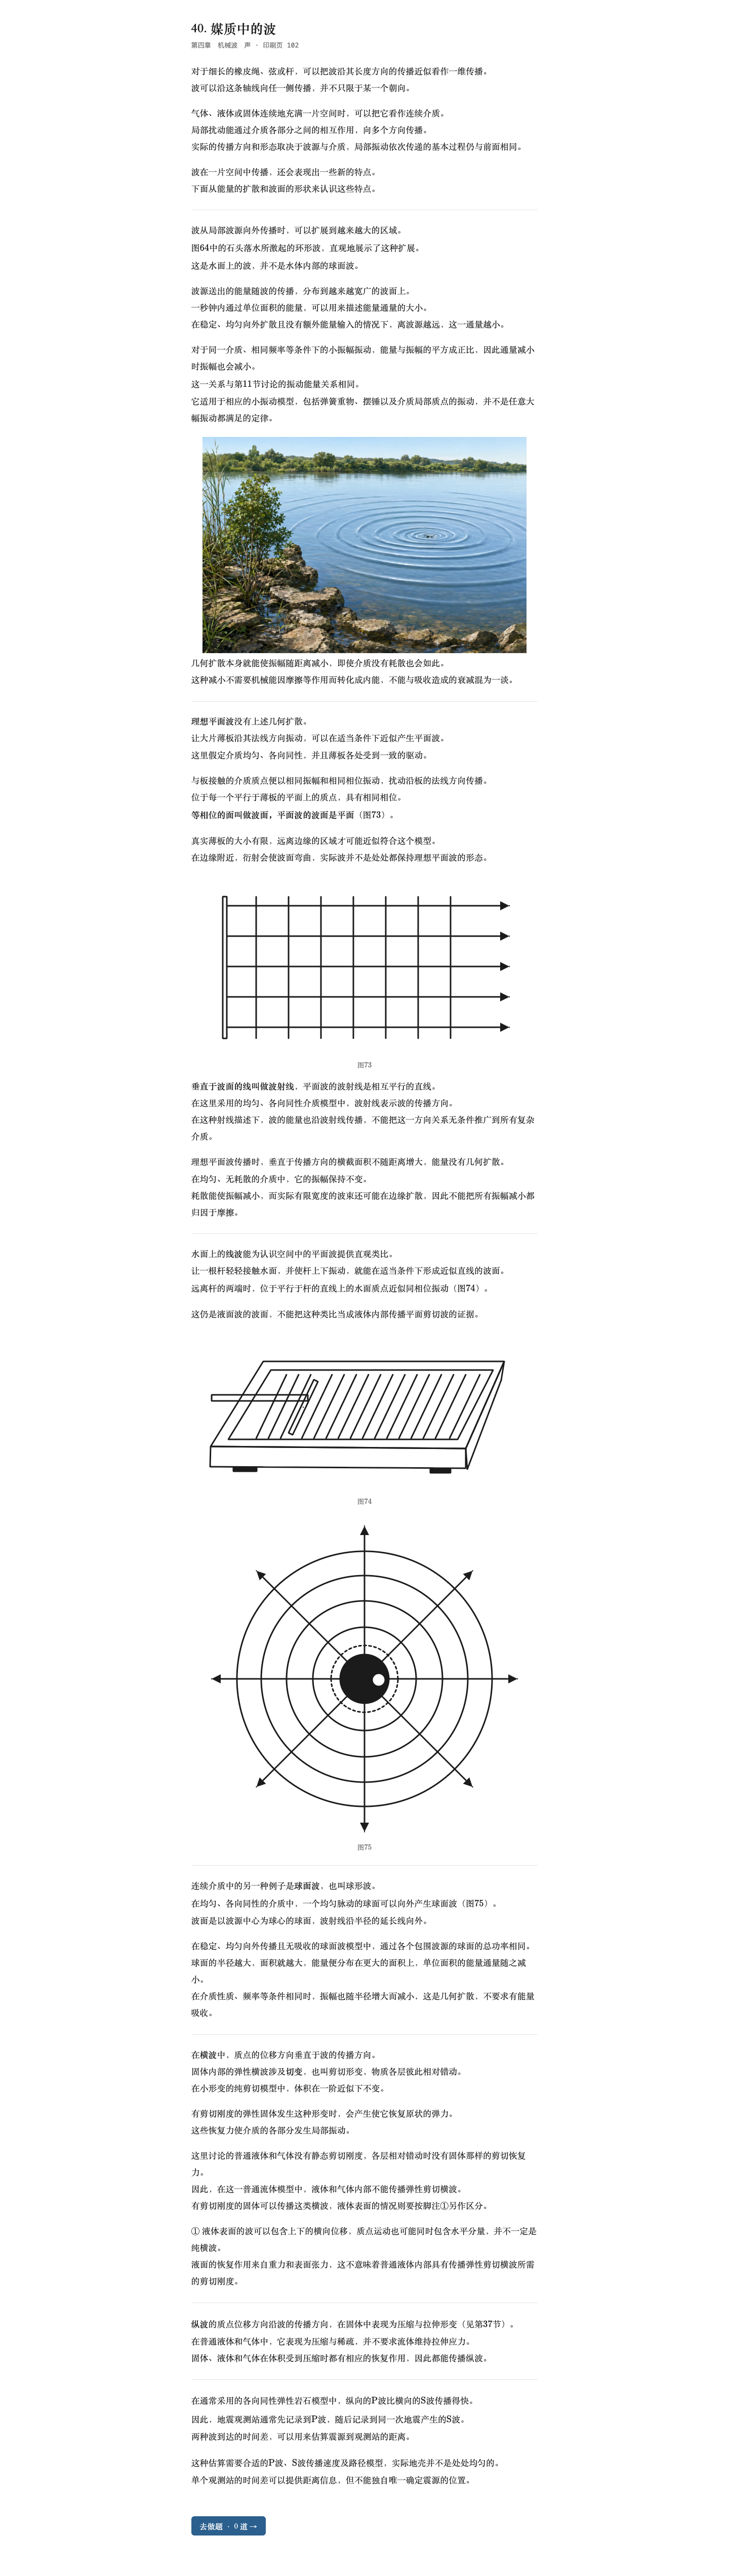 40. 媒质中的波
第四章 机械波 声 · 印刷页 102
对于细长的橡皮绳、弦或杆，可以把波沿其长度方向的传播近似看作一维传播。
波可以沿这条轴线向任一侧传播，并不只限于某一个朝向。
气体、液体或固体连续地充满一片空间时，可以把它看作连续介质。
局部扰动能通过介质各部分之间的相互作用，向多个方向传播。
实际的传播方向和形态取决于波源与介质，局部振动依次传递的基本过程仍与前面相同。
波在一片空间中传播，还会表现出一些新的特点。
下面从能量的扩散和波面的形状来认识这些特点。
波从局部波源向外传播时，可以扩展到越来越大的区域。
图64中的石头落水所激起的环形波，直观地展示了这种扩展。
这是水面上的波，并不是水体内部的球面波。
波源送出的能量随波的传播，分布到越来越宽广的波面上。
一秒钟内通过单位面积的能量，可以用来描述能量通量的大小。
在稳定、均匀向外扩散且没有额外能量输入的情况下，离波源越远，这一通量越小。
对于同一介质、相同频率等条件下的小振幅振动，能量与振幅的平方成正比，因此通量减小
时振幅也会减小。
这一关系与第11节讨论的振动能量关系相同。
它适用于相应的小振动模型，包括弹簧重物、摆锤以及介质局部质点的振动，并不是任意大
幅振动都满足的定律。
几何扩散本身就能使振幅随距离减小，即使介质没有耗散也会如此。
这种减小不需要机械能因摩擦等作用而转化成内能，不能与吸收造成的衰减混为一谈。
理想平面波没有上述几何扩散。
让大片薄板沿其法线方向振动，可以在适当条件下近似产生平面波。
这里假定介质均匀、各向同性，并且薄板各处受到一致的驱动。
与板接触的介质质点便以相同振幅和相同相位振动，扰动沿板的法线方向传播。
位于每一个平行于薄板的平面上的质点，具有相同相位。
等相位的面叫做波面，平面波的波面是平面（图73）。
真实薄板的大小有限，远离边缘的区域才可能近似符合这个模型。
在边缘附近，衍射会使波面弯曲，实际波并不是处处都保持理想平面波的形态。
图73
垂直于波面的线叫做波射线，平面波的波射线是相互平行的直线。
在这里采用的均匀、各向同性介质模型中，波射线表示波的传播方向。
在这种射线描述下，波的能量也沿波射线传播，不能把这一方向关系无条件推广到所有复杂
介质。
理想平面波传播时，垂直于传播方向的横截面积不随距离增大，能量没有几何扩散。
在均匀、无耗散的介质中，它的振幅保持不变。
耗散能使振幅减小，而实际有限宽度的波束还可能在边缘扩散，因此不能把所有振幅减小都
归因于摩擦。
水面上的线波能为认识空间中的平面波提供直观类比。
让一根杆轻轻接触水面，并使杆上下振动，就能在适当条件下形成近似直线的波面。
远离杆的两端时，位于平行于杆的直线上的水面质点近似同相位振动（图74）。
这仍是液面波的波面，不能把这种类比当成液体内部传播平面剪切波的证据。
图74
图75
连续介质中的另一种例子是球面波，也叫球形波。
在均匀、各向同性的介质中，一个均匀脉动的球面可以向外产生球面波（图75）。
波面是以波源中心为球心的球面，波射线沿半径的延长线向外。
在稳定、均匀向外传播且无吸收的球面波模型中，通过各个包围波源的球面的总功率相同。
球面的半径越大，面积就越大，能量便分布在更大的面积上，单位面积的能量通量随之减
小。
在介质性质、频率等条件相同时，振幅也随半径增大而减小，这是几何扩散，不要求有能量
吸收。
在横波中，质点的位移方向垂直于波的传播方向。
固体内部的弹性横波涉及切变，也叫剪切形变，物质各层彼此相对错动。
在小形变的纯剪切模型中，体积在一阶近似下不变。
有剪切刚度的弹性固体发生这种形变时，会产生使它恢复原状的弹力。
这些恢复力使介质的各部分发生局部振动。
这里讨论的普通液体和气体没有静态剪切刚度，各层相对错动时没有固体那样的剪切恢复
力。
因此，在这一普通流体模型中，液体和气体内部不能传播弹性剪切横波。
有剪切刚度的固体可以传播这类横波，液体表面的情况则要按脚注①另作区分。
① 液体表面的波可以包含上下的横向位移，质点运动也可能同时包含水平分量，并不一定是
纯横波。
液面的恢复作用来自重力和表面张力，这不意味着普通液体内部具有传播弹性剪切横波所需
的剪切刚度。
纵波的质点位移方向沿波的传播方向，在固体中表现为压缩与拉伸形变（见第37节）。
在普通液体和气体中，它表现为压缩与稀疏，并不要求流体维持拉伸应力。
固体、液体和气体在体积受到压缩时都有相应的恢复作用，因此都能传播纵波。
在通常采用的各向同性弹性岩石模型中，纵向的P波比横向的S波传播得快。
因此，地震观测站通常先记录到P波，随后记录到同一次地震产生的S波。
两种波到达的时间差，可以用来估算震源到观测站的距离。
这种估算需要合适的P波、S波传播速度及路径模型，实际地壳并不是处处均匀的。
单个观测站的时间差可以提供距离信息，但不能独自唯一确定震源的位置。
去做题 · 0 道 →